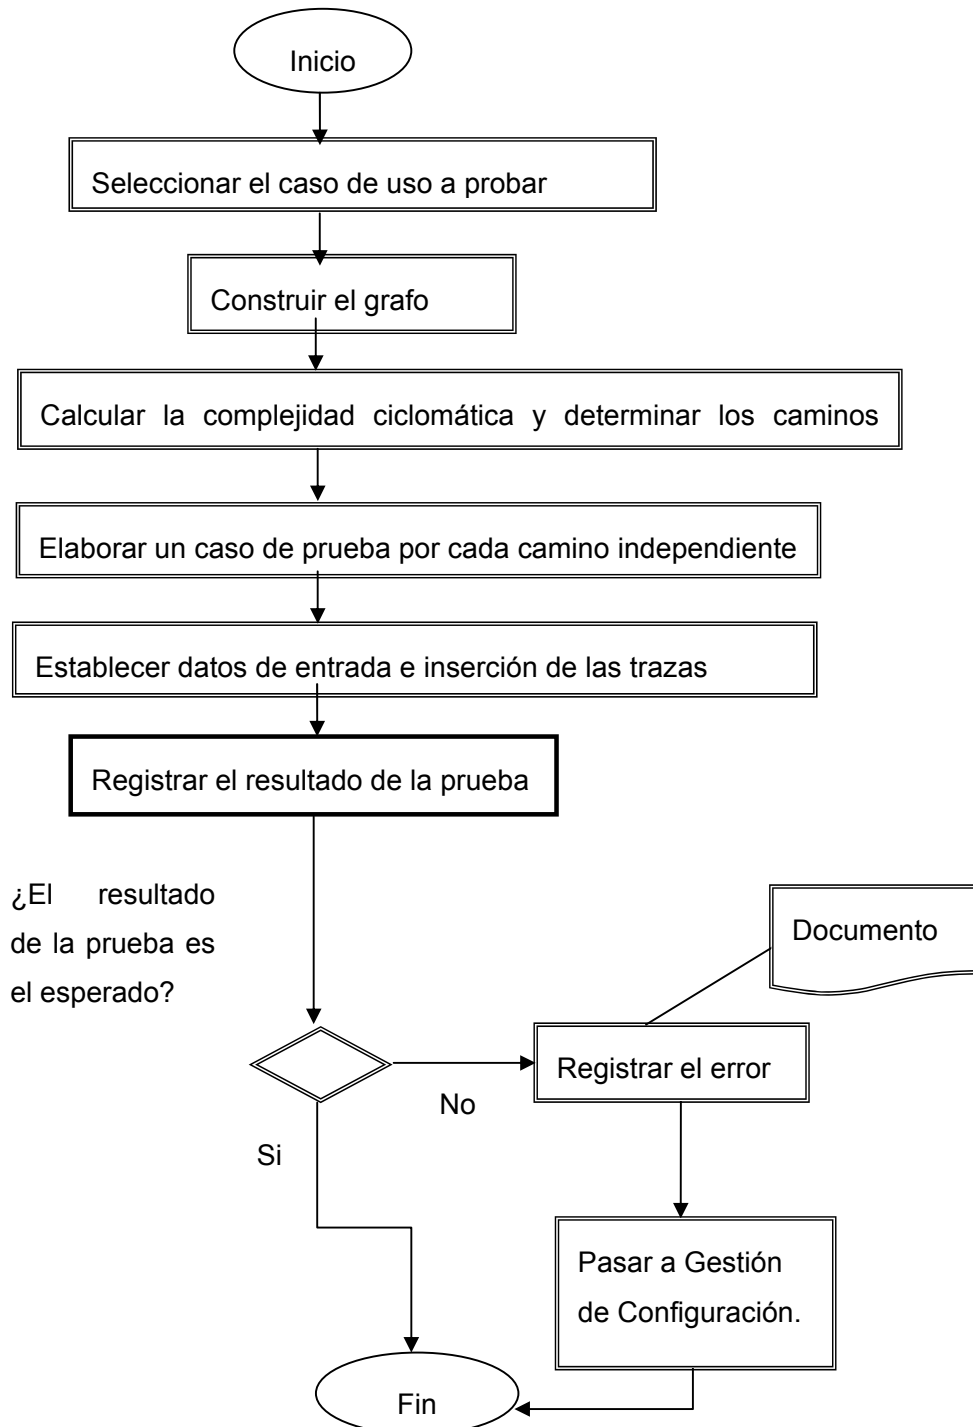 Inicio
Seleccionar el caso de uso a probar
Construir el grafo
Calcular la complejidad ciclomática y determinar los caminos
Elaborar un caso de prueba por cada camino independiente
Establecer datos de entrada e inserción de las trazas
Registrar el resultado de la prueba
¿El resultado
de la prueba es
el esperado?
Documento
Registrar el error
No
Si
Pasar a Gestión
de Configuración.
Fin